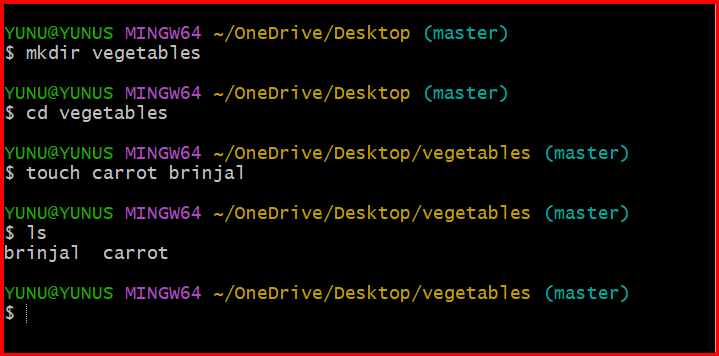 YUNU@YUNUS MINGW64 ~/OneDrive/Desktop (master)
$ mkdir vegetables
YUNU@YUNUS MINGW64 ~/OneDrive/Desktop (master)
$ cd vegetables
YUNU@YUNUS MINGW64 ~/OneDrive/Desktop/vegetables (master)
$ touch carrot brinjal
YUNU@YUNUS MINGW64 ~/OneDrive/Desktop/vegetables (master)
$ ls
brinjal  carrot
YUNU@YUNUS MINGW64 ~/OneDrive/Desktop/vegetables (master)
$